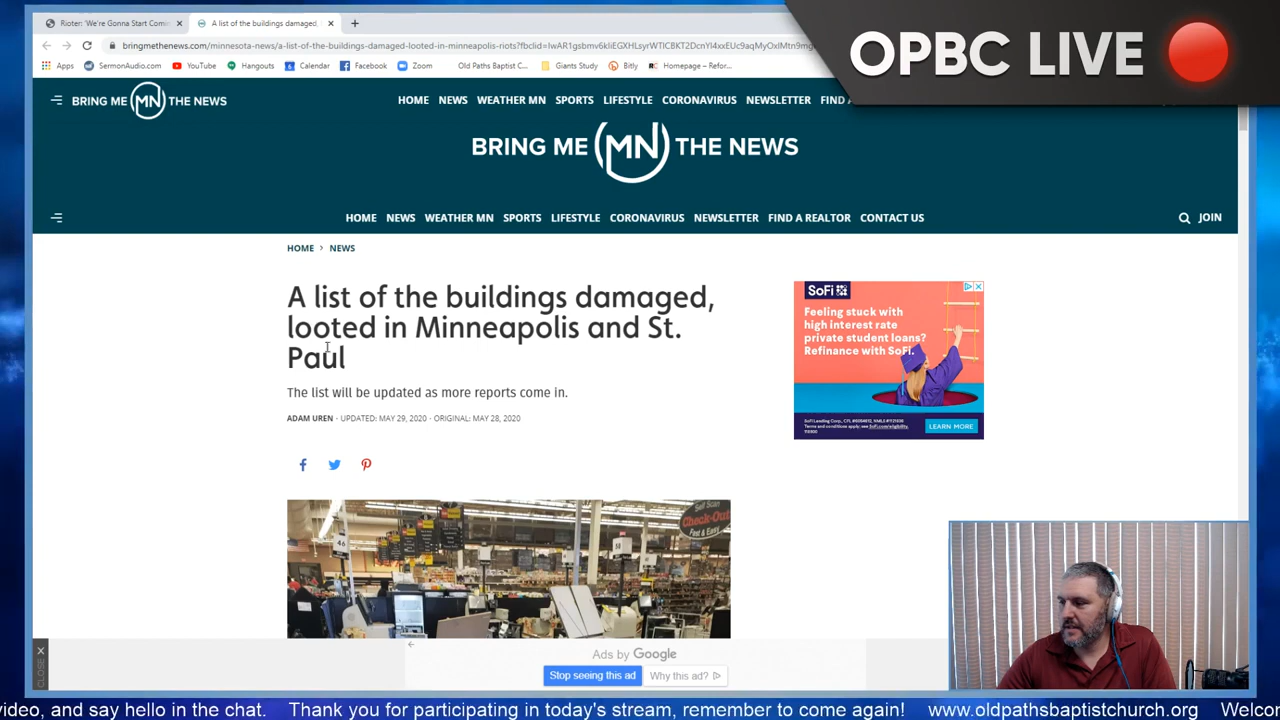 Rioter: 'We're Gonna Start Comin
A list of the buildings damaged,
OPBC LIVE
bringmethenews.com/minnesota-news/a-list-of-the-buildings-damaged-looted-in-minneapolis-riots?fbclid=
Apps SermonAudio.com YouTube Hangouts Calendar Facebook Zoom Old Paths Baptist C... Giants Study Bitly Homepage – Refor...
BRING ME MN THE NEWS
HOME NEWS WEATHER MN SPORTS LIFESTYLE CORONAVIRUS NEWSLETTER FIND A
BRING ME MN THE NEWS
HOME NEWS WEATHER MN SPORTS LIFESTYLE CORONAVIRUS NEWSLETTER FIND A REALTOR CONTACT US
JOIN
HOME > NEWS
A list of the buildings damaged,
looted in Minneapolis and St.
Paul
The list will be updated as more reports come in.
ADAM UREN - UPDATED: MAY 29, 2020 - ORIGINAL: MAY 28, 2020
SoFi
Feeling stuck with
high interest rate
private student loans?
Refinance with SoFi.
LEARN MORE
Self Scan
Check-Out
Fast & Easy
46
CLOSE X
Ads by Google
Stop seeing this ad
Why this ad?
video, and say hello in the chat. Thank you for participating in today's stream, remember to come again! www.oldpathsbaptistchurch.org Welco